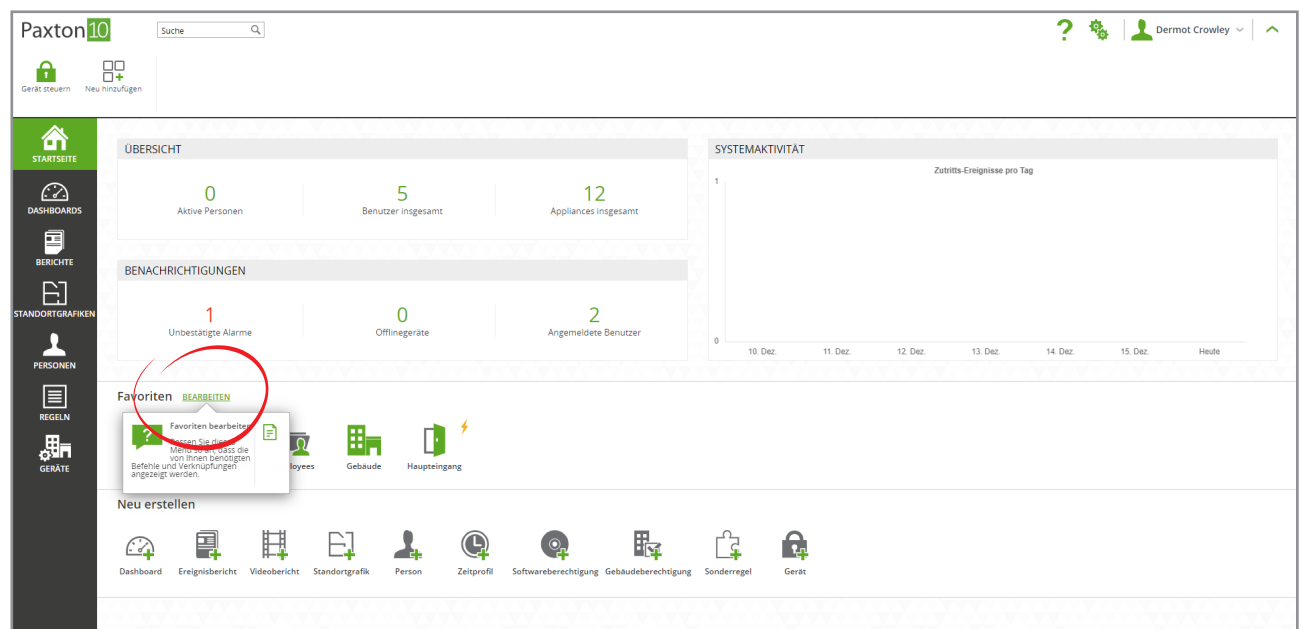 Paxton10
Suche
Dermot Crowley
Gerät steuern
Neu hinzufügen
STARTSEITE
DASHBOARDS
BERICHTE
STANDORTGRAFIKEN
PERSONEN
REGELN
GERÄTE
ÜBERSICHT
0
Aktive Personen
5
Benutzer insgesamt
12
Appliances insgesamt
BENACHRICHTIGUNGEN
1
Unbestätigte Alarme
0
Offlinegeräte
2
Angemeldete Benutzer
SYSTEMAKTIVITÄT
Zutritts-Ereignisse pro Tag
1
0
10. Dez.
11. Dez.
12. Dez.
13. Dez.
14. Dez.
15. Dez.
Heute
Favoriten BEARBEITEN
Favoriten bearbeiten
Passen Sie dieses
Menü so an, dass die
von Ihnen benötigten
Befehle und Verknüpfungen
angezeigt werden.
loyees
Gebäude
Haupteingang
Neu erstellen
Dashboard
Ereignisbericht
Videobericht
Standortgrafik
Person
Zeitprofil
Softwareberechtigung
Gebäudeberechtigung
Sonderregel
Gerät